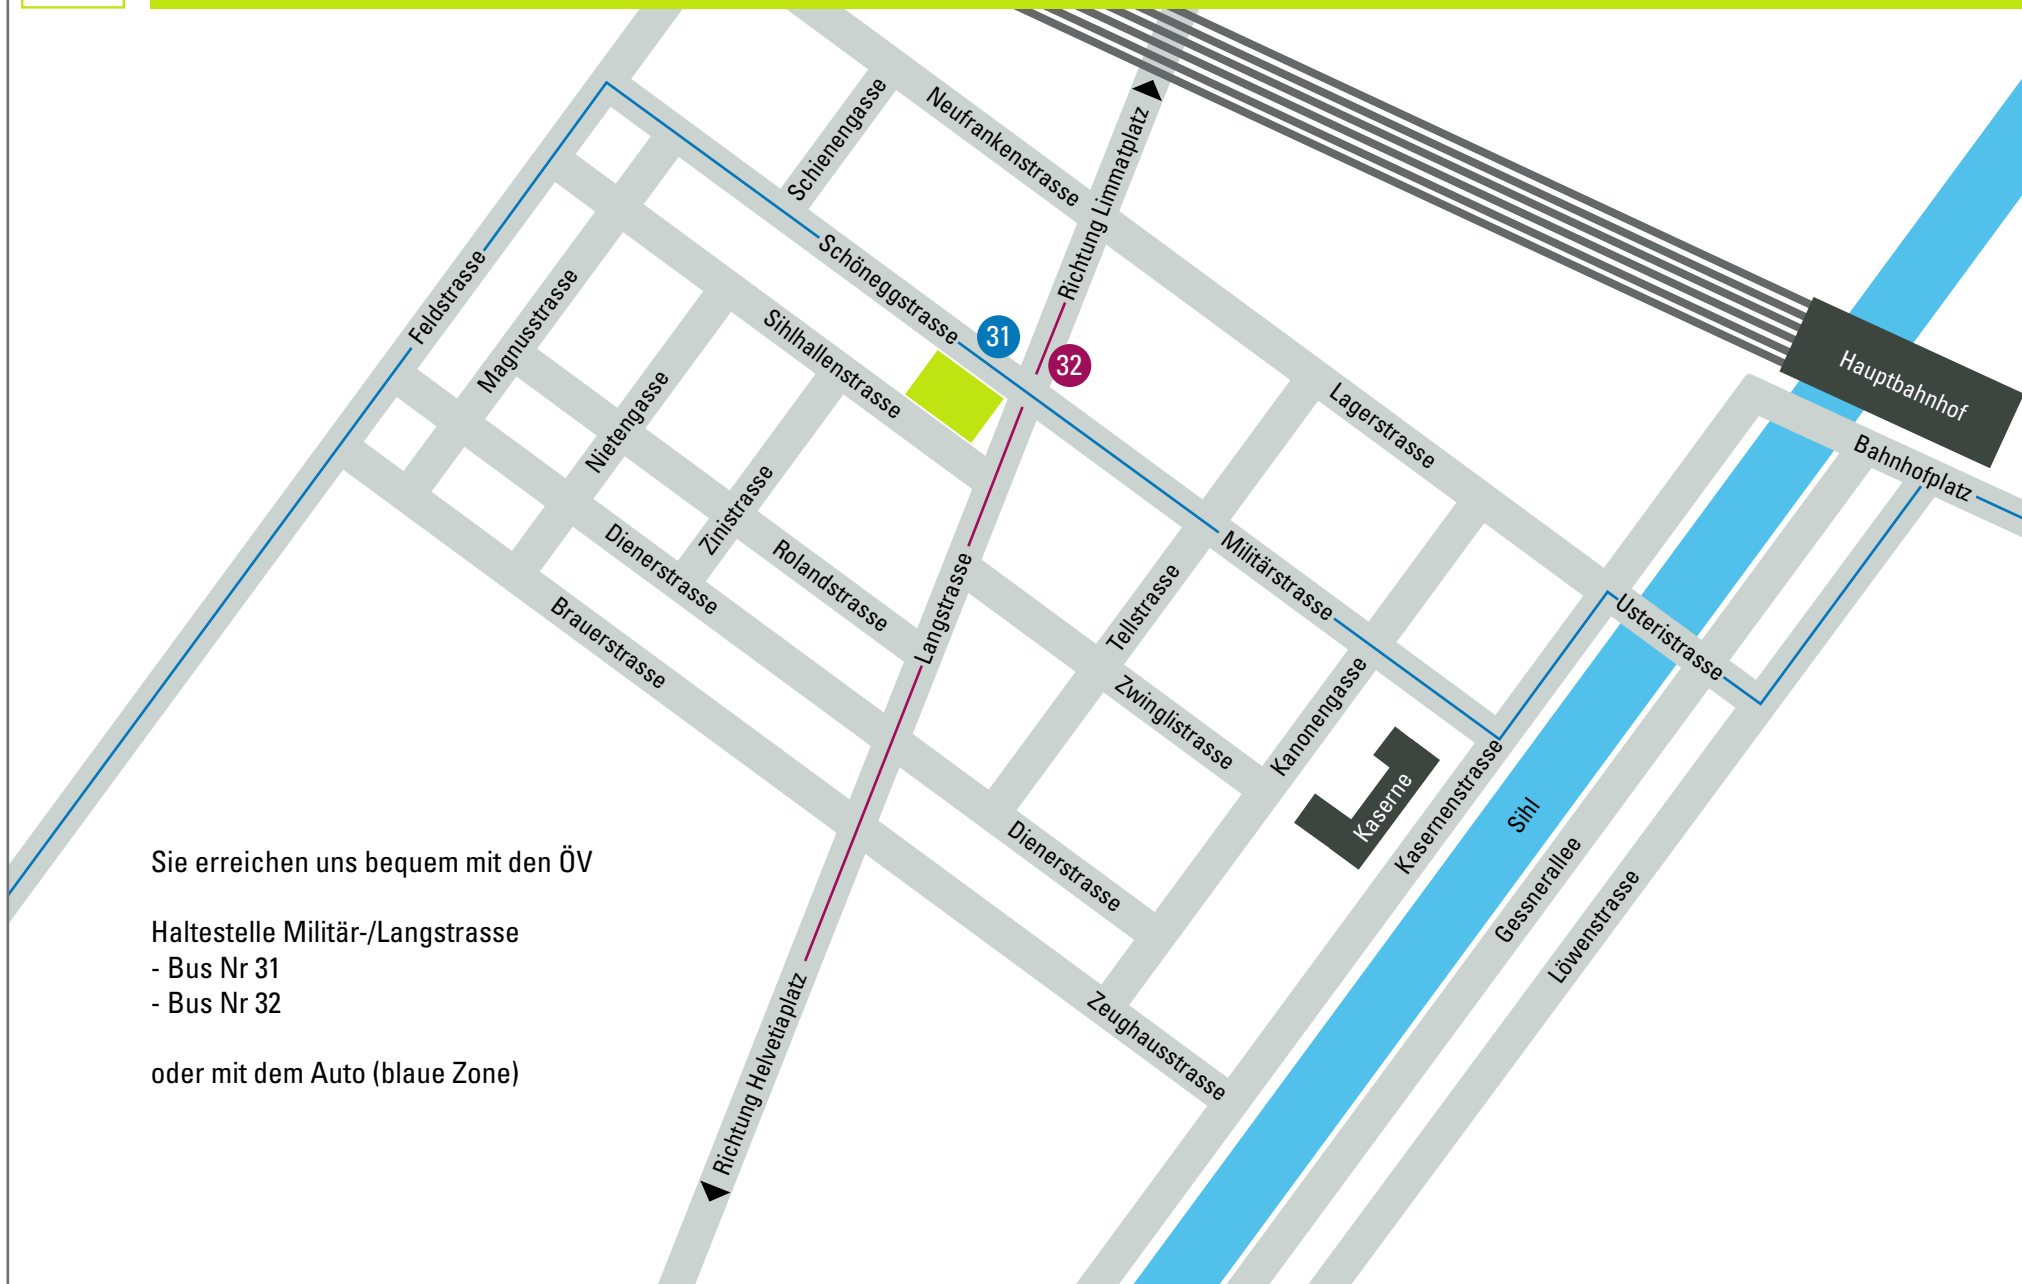 Schienengasse
Neufrankenstrasse
Richtung Limmatplatz
Schöneggstrasse
Feldstrasse
Magnusstrasse
31
32
Sihlhallenstrasse
Nietengasse
Hauptbahnhof
Lagerstrasse
Bahnhofplatz
Zinistrasse
Dienerstrasse
Rolandstrasse
Langstrasse
Brauerstrasse
Tellstrasse
Militärstrasse
Usteristrasse
Zwinglistrasse
Kanonengasse
Kaserne
Kasernenstrasse
Sihl
Dienerstrasse
Gessnerallee
Löwenstrasse
Zeughausstrasse
Richtung Helvetiaplatz
Sie erreichen uns bequem mit den ÖV
Haltestelle Militär-/Langstrasse
- Bus Nr 31
- Bus Nr 32
oder mit dem Auto (blaue Zone)